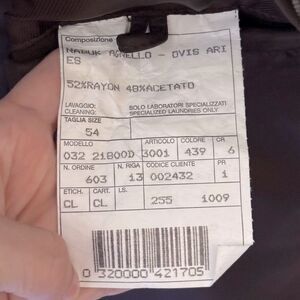 Composizione
NABUK AGNELLO - OVIS ARI
ES
52%RAYON 48%ACETATO
LAVAGGIO: SOLO LABORATORI SPECIALIZZATI
CLEANING: SPECIALIZED LAUNDRIES ONLY.
TAGLIA SIZE
54
MODELLO ARTICOLO COLORE CR
032 21800D 3001 439 6
N. ORDINE N. RIGA CODICE CLIENTE PR
603 13 002432 1
ETICH. CART. LS.
CL CL 255 1009
0 320000 421705